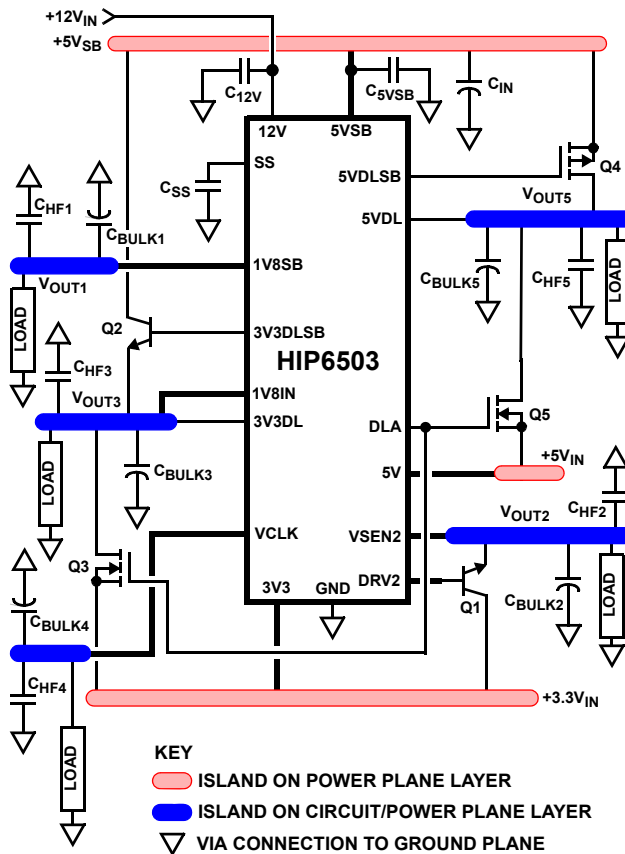 +12VIN
+5VSB
C12V
C5VSB
CIN
12V
5VSB
SS
CSS
5VDLSB
Q4
VOUT5
5VDL
CHF1
CBULK1
1V8SB
VOUT1
LOAD
CBULK5
CHF5
LOAD
Q2
3V3DLSB
HIP6503
CHF3
VOUT3
1V8IN
3V3DL
DLA
Q5
+5VIN
5V
LOAD
CBULK3
CHF2
VOUT2
VCLK
VSEN2
Q3
3V3
GND
DRV2
Q1
CBULK2
LOAD
CBULK4
CHF4
LOAD
+3.3VIN
KEY
ISLAND ON POWER PLANE LAYER
ISLAND ON CIRCUIT/POWER PLANE LAYER
VIA CONNECTION TO GROUND PLANE